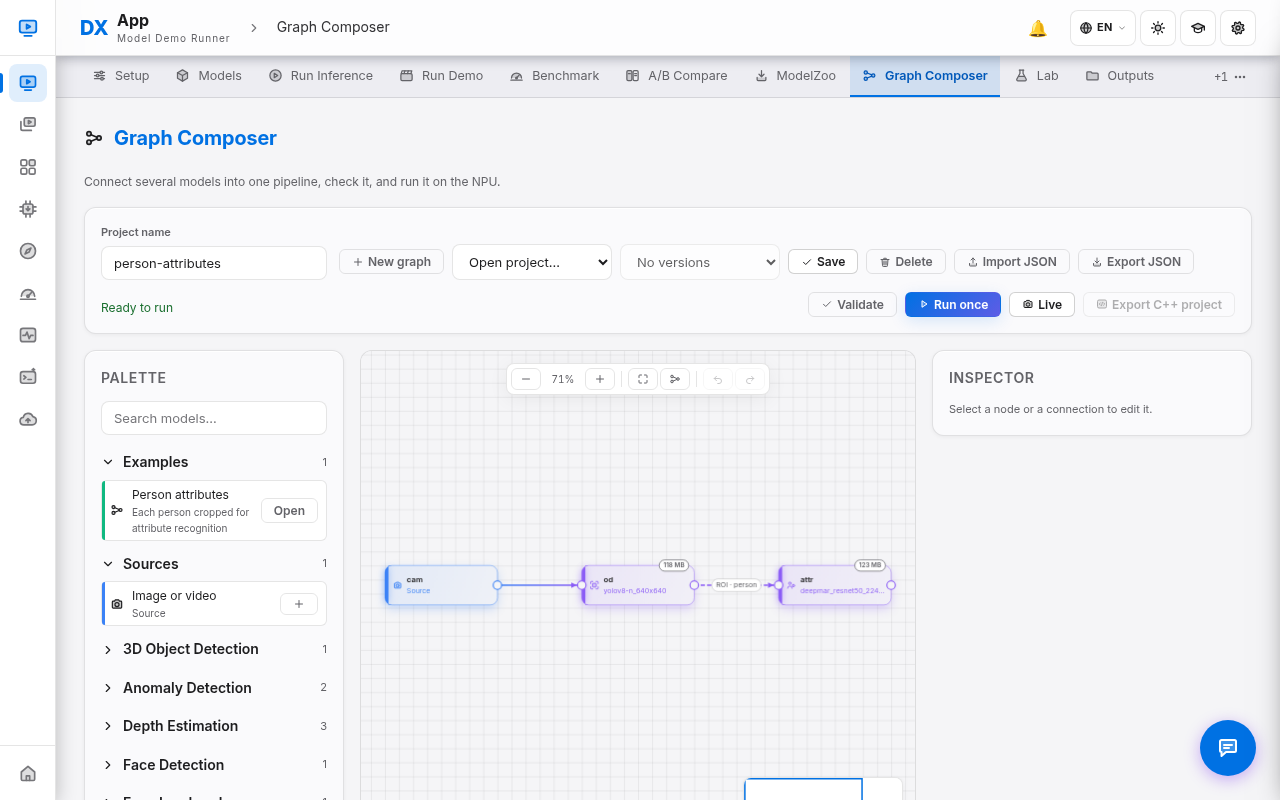 DX App
Model Demo Runner
Graph Composer
EN
Setup
Models
Run Inference
Run Demo
Benchmark
A/B Compare
ModelZoo
Graph Composer
Lab
Outputs
+1
Graph Composer
Connect several models into one pipeline, check it, and run it on the NPU.
Project name
person-attributes
New graph
Open project...
No versions
Save
Delete
Import JSON
Export JSON
Ready to run
Validate
Run once
Live
Export C++ project
PALETTE
Search models...
Examples 1
Person attributes
Each person cropped for
attribute recognition
Open
Sources 1
Image or video
Source
3D Object Detection 1
Anomaly Detection 2
Depth Estimation 3
Face Detection 1
71%
cam
Source
118 MB
od
yolov8-n_640x640
ROI · person
123 MB
attr
deepmar_resnet50_224...
INSPECTOR
Select a node or a connection to edit it.